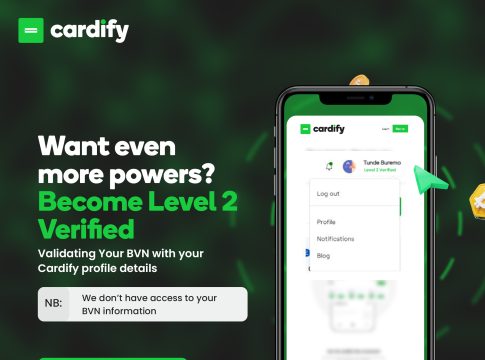 cardify
Want even
more powers?
Become Level 2
Verified
Validating Your BVN with your
Cardify profile details
NB: We don't have access to your
BVN information
cardify
Tunde Buremo
Level 2 Verified
Log out
Profile
Notifications
Blog